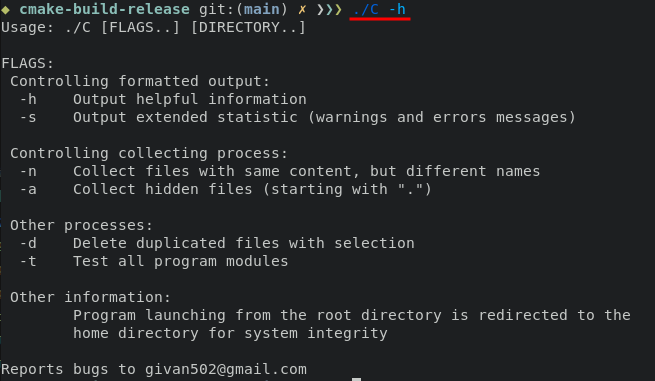 ◆ cmake-build-release git:(main) ✗ ❯❯❯ ./C -h
Usage: ./C [FLAGS..] [DIRECTORY..]
FLAGS:
Controlling formatted output:
-h    Output helpful information
-s    Output extended statistic (warnings and errors messages)
Controlling collecting process:
-n    Collect files with same content, but different names
-a    Collect hidden files (starting with ".")
Other processes:
-d    Delete duplicated files with selection
-t    Test all program modules
Other information:
Program launching from the root directory is redirected to the
home directory for system integrity
Reports bugs to givan502@gmail.com